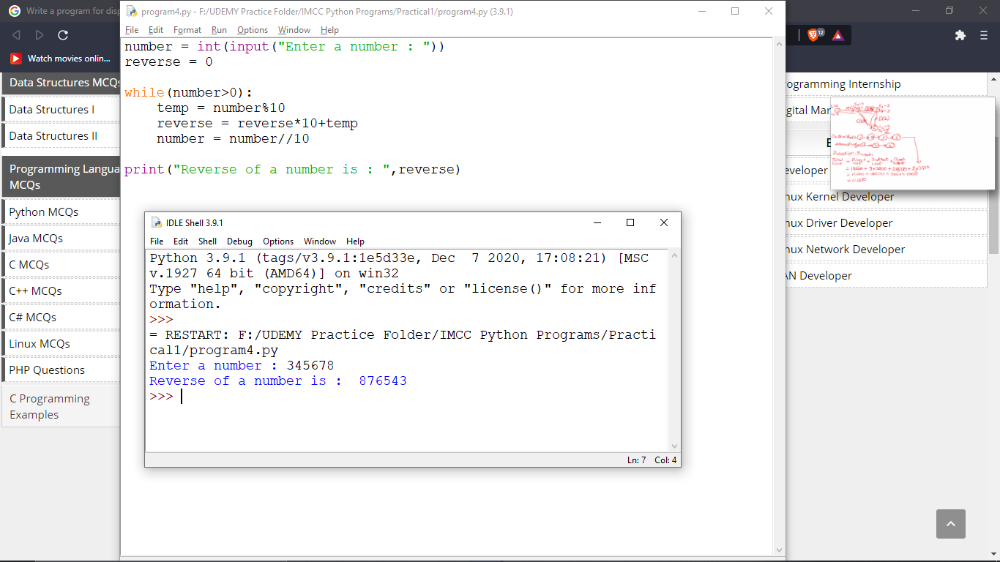 Write a program for disp
program4.py - F:/UDEMY Practice Folder/IMCC Python Programs/Practical1/program4.py (3.9.1)
File Edit Format Run Options Window Help
12
Watch movies onlin...
number = int(input("Enter a number : "))
reverse = 0
while(number>0):
    temp = number%10
    reverse = reverse*10+temp
    number = number//10
print("Reverse of a number is : ",reverse)
Data Structures MCQs
Data Structures I
Data Structures II
Programming Langua
MCQs
Python MCQs
Java MCQs
C MCQs
C++ MCQs
C# MCQs
Linux MCQs
PHP Questions
C Programming
Examples
IDLE Shell 3.9.1
File Edit Shell Debug Options Window Help
Python 3.9.1 (tags/v3.9.1:1e5d33e, Dec  7 2020, 17:08:21) [MSC
v.1927 64 bit (AMD64)] on win32
Type "help", "copyright", "credits" or "license()" for more inf
ormation.
>>>
= RESTART: F:/UDEMY Practice Folder/IMCC Python Programs/Practi
cal1/program4.py
Enter a number : 345678
Reverse of a number is :  876543
>>>
Ln: 7 Col: 4
ogramming Internship
gital Mar
eveloper
nux Kernel Developer
nux Driver Developer
nux Network Developer
AN Developer